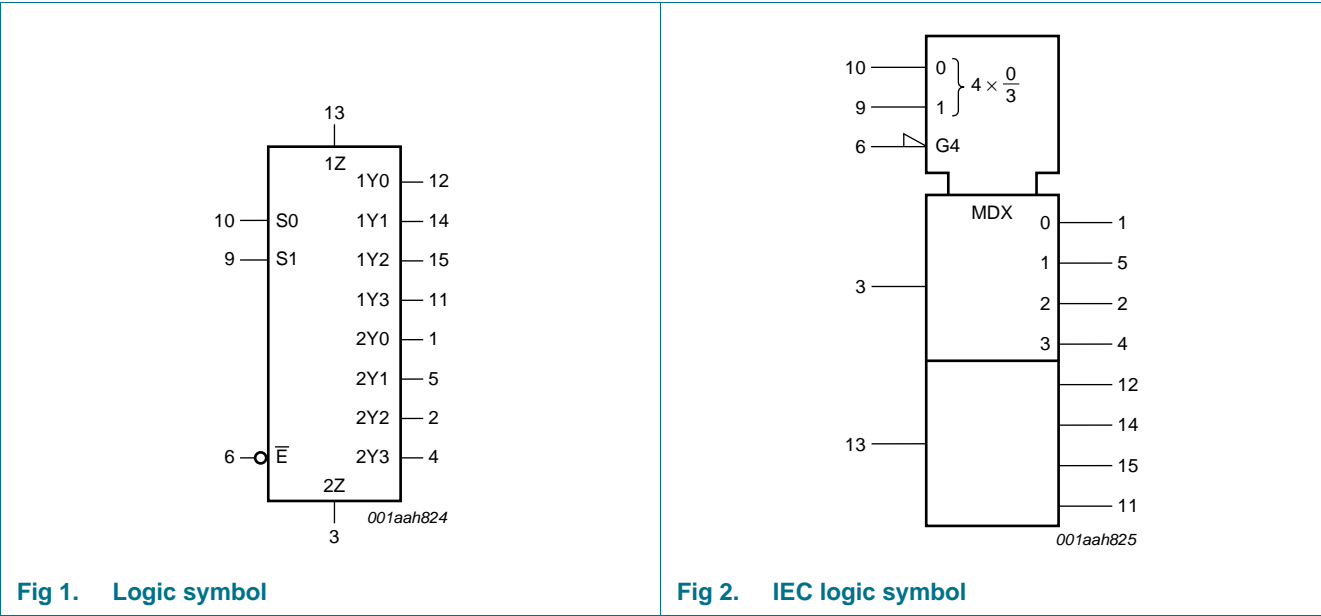 13
1Z
1Y0 12
10 S0 1Y1 14
9 S1 1Y2 15
1Y3 11
2Y0 1
2Y1 5
2Y2 2
6 E̅ 2Y3 4
2Z
001aah824
3
Fig 1. Logic symbol
10 0
4 × 0/3
9 1
6 G4
MDX
0 1
1 5
3
2 2
3 4
12
14
13
15
11
001aah825
Fig 2. IEC logic symbol